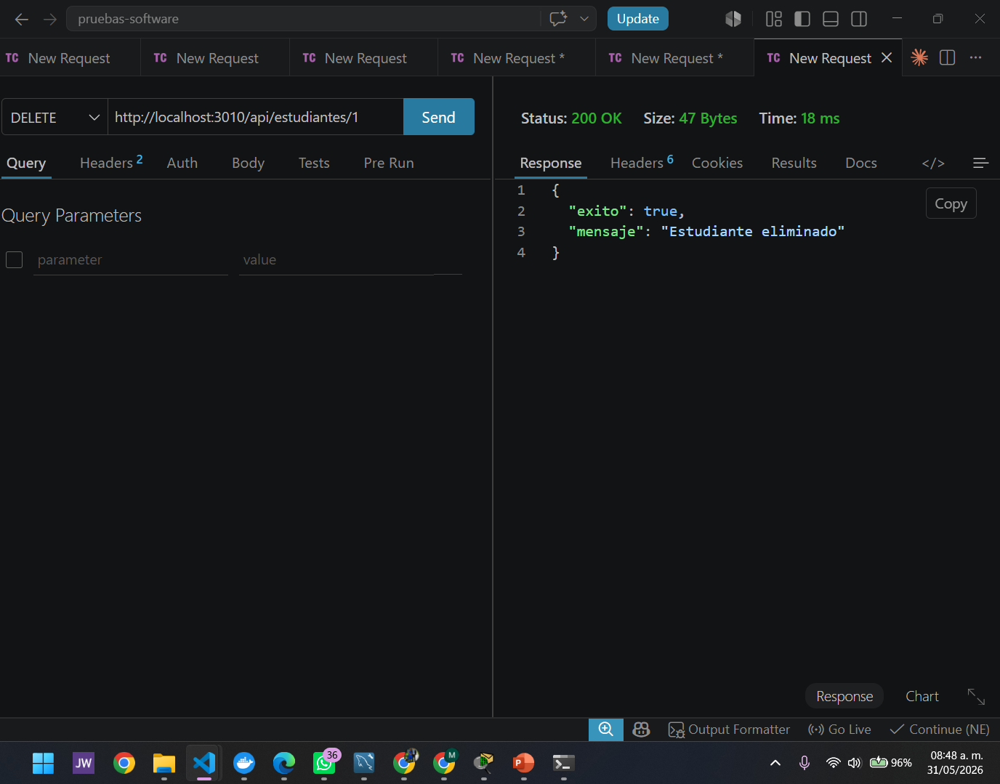 pruebas-software
Update
TC New Request
TC New Request
TC New Request
TC New Request *
TC New Request *
TC New Request
DELETE
http://localhost:3010/api/estudiantes/1
Send
Query
Headers 2
Auth
Body
Tests
Pre Run
Query Parameters
parameter
value
Status: 200 OK
Size: 47 Bytes
Time: 18 ms
Response
Headers 6
Cookies
Results
Docs
</>
1 {
2 "exito": true,
3 "mensaje": "Estudiante eliminado"
4 }
Copy
Response
Chart
Output Formatter
Go Live
Continue (NE)
JW
36
M
P
96%
08:48 a. m.
31/05/2026